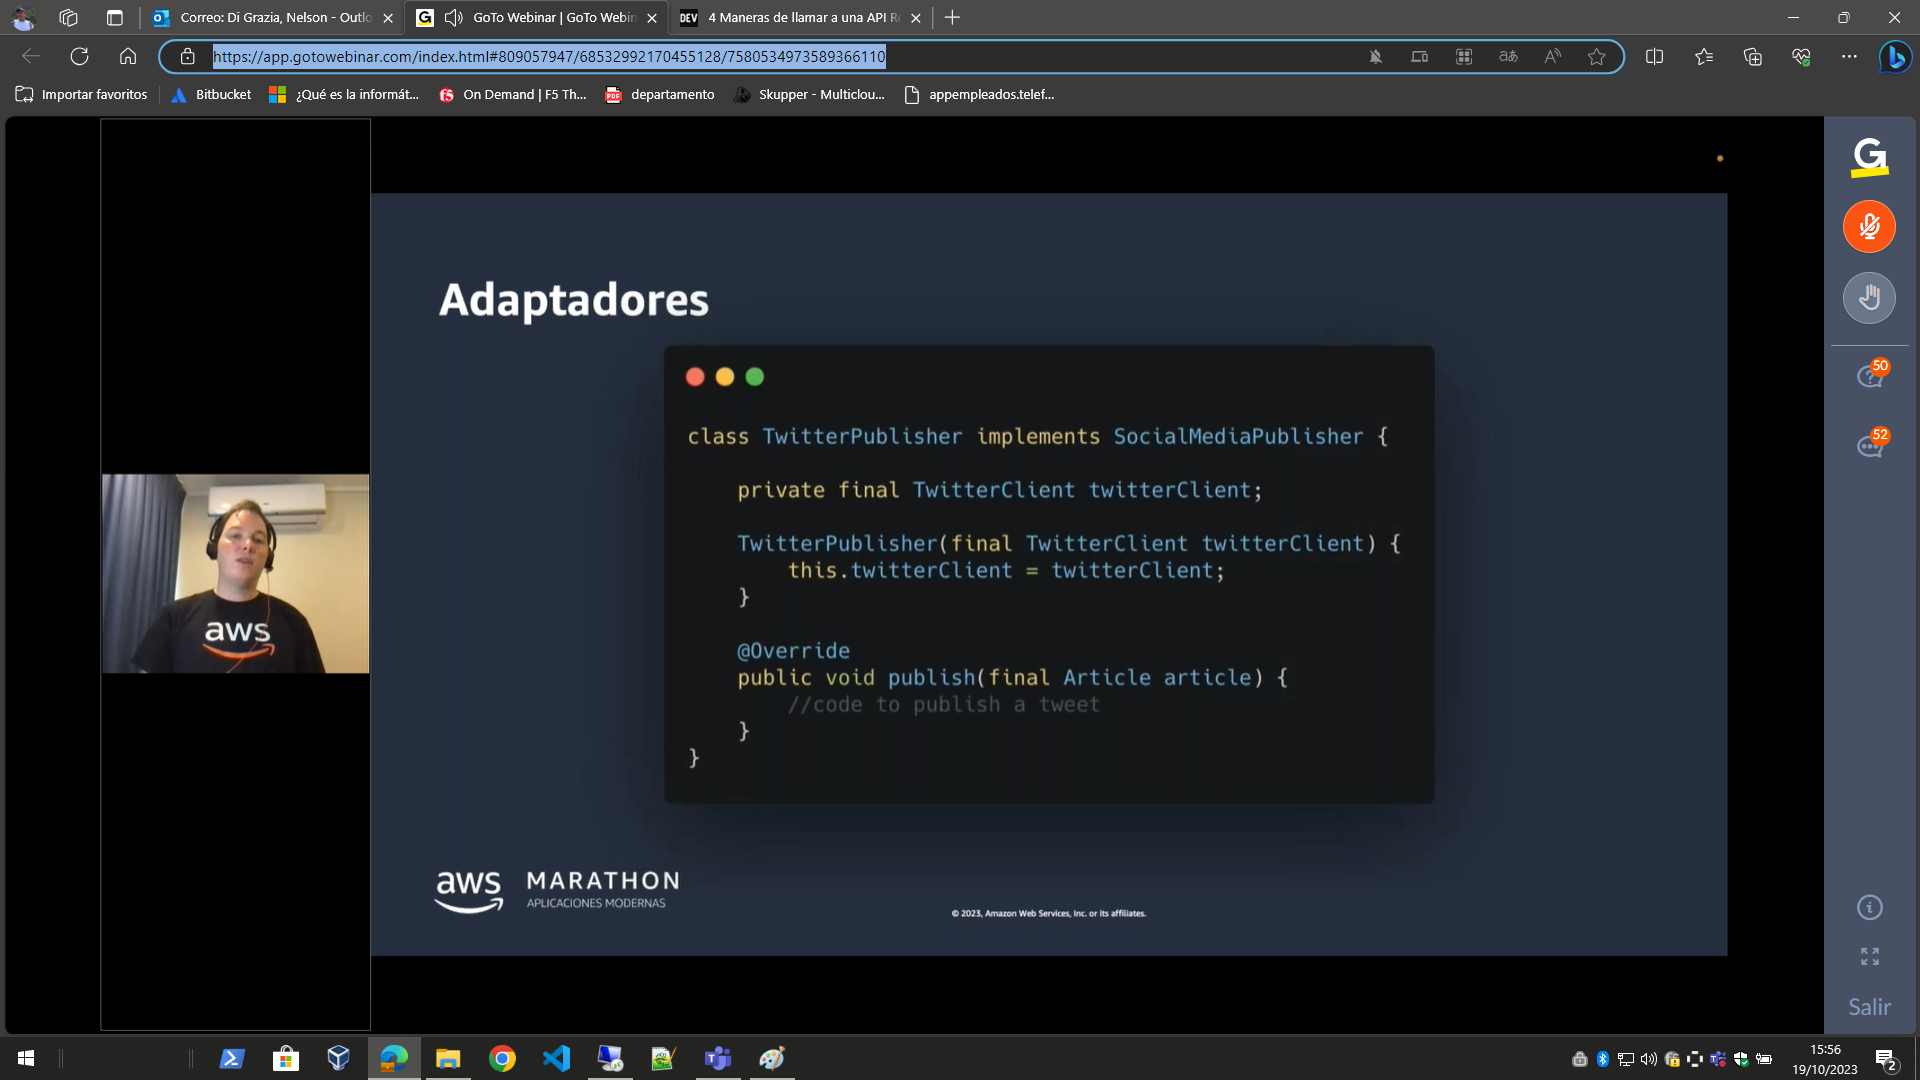 Correo: Di Grazia, Nelson - Outlo
GoTo Webinar | GoTo Webin
DEV
4 Maneras de llamar a una API Re
https://app.gotowebinar.com/index.html#809057947/68532992170455128/7580534973589366110
Importar favoritos
Bitbucket
¿Qué es la informát...
On Demand | F5 Th...
departamento
Skupper - Multiclou...
appempleados.telef...
Adaptadores
class TwitterPublisher implements SocialMediaPublisher {
private final TwitterClient twitterClient;
TwitterPublisher(final TwitterClient twitterClient) {
this.twitterClient = twitterClient;
}
@Override
public void publish(final Article article) {
//code to publish a tweet
}
}
aws
aws MARATHON
APLICACIONES MODERNAS
© 2023, Amazon Web Services, Inc. or its affiliates.
G
50
52
Salir
15:56
19/10/2023
2